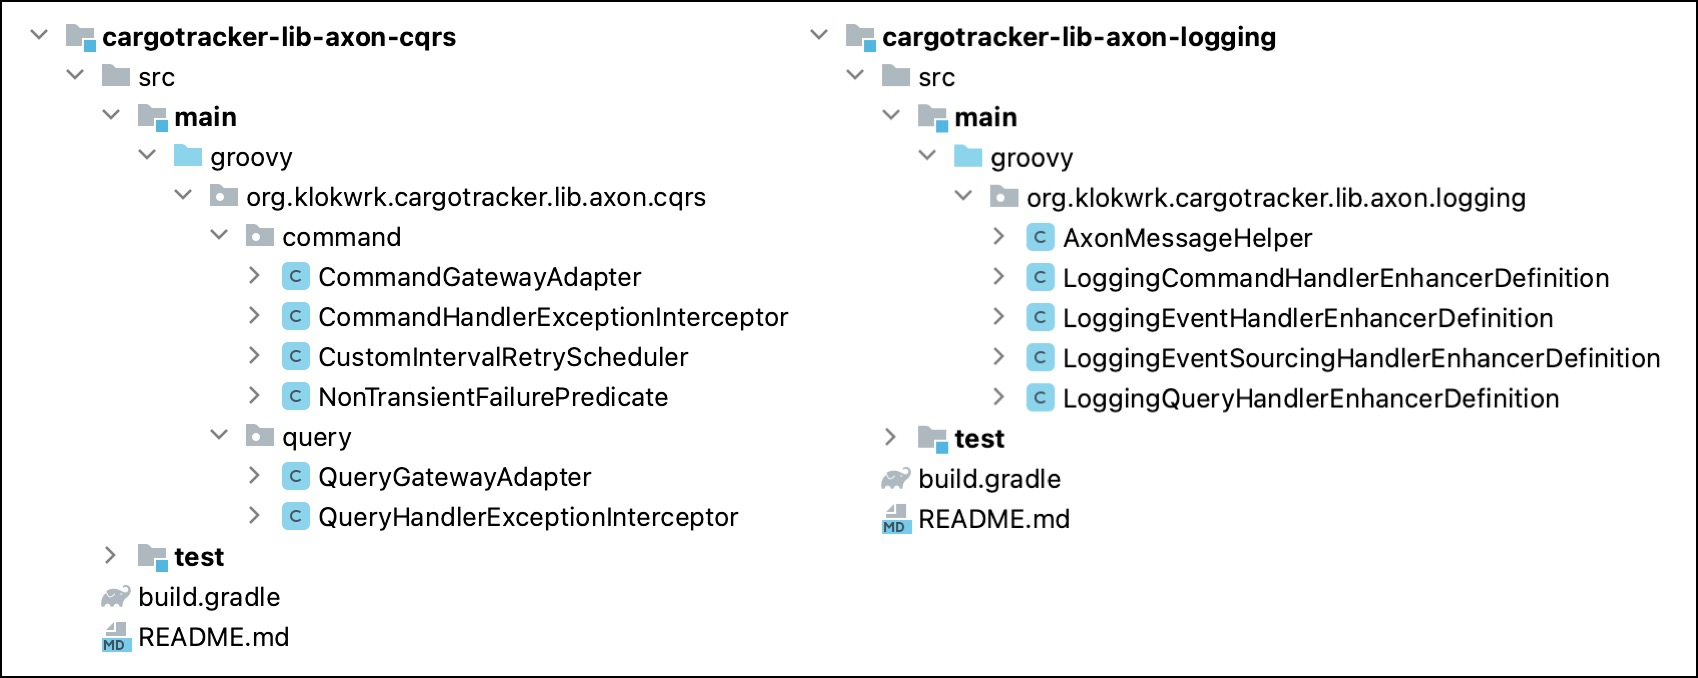 cargotracker-lib-axon-cqrs
src
main
groovy
org.klokwrk.cargotracker.lib.axon.cqrs
command
C CommandGatewayAdapter
C CommandHandlerExceptionInterceptor
C CustomIntervalRetryScheduler
C NonTransientFailurePredicate
query
C QueryGatewayAdapter
C QueryHandlerExceptionInterceptor
test
build.gradle
MD README.md
cargotracker-lib-axon-logging
src
main
groovy
org.klokwrk.cargotracker.lib.axon.logging
C AxonMessageHelper
C LoggingCommandHandlerEnhancerDefinition
C LoggingEventHandlerEnhancerDefinition
C LoggingEventSourcingHandlerEnhancerDefinition
C LoggingQueryHandlerEnhancerDefinition
test
build.gradle
MD README.md